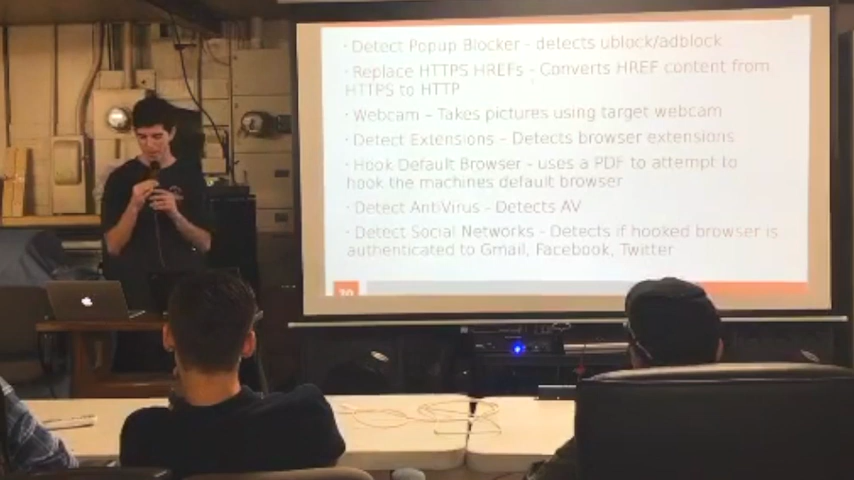 · Detect Popup Blocker - detects ublock/adblock
· Replace HTTPS HREFs - Converts HREF content from
HTTPS to HTTP
· Webcam – Takes pictures using target webcam
· Detect Extensions – Detects browser extensions
· Hook Default Browser - uses a PDF to attempt to
hook the machines default browser
· Detect AntiVirus - Detects AV
· Detect Social Networks - Detects if hooked browser is
authenticated to Gmail, Facebook, Twitter